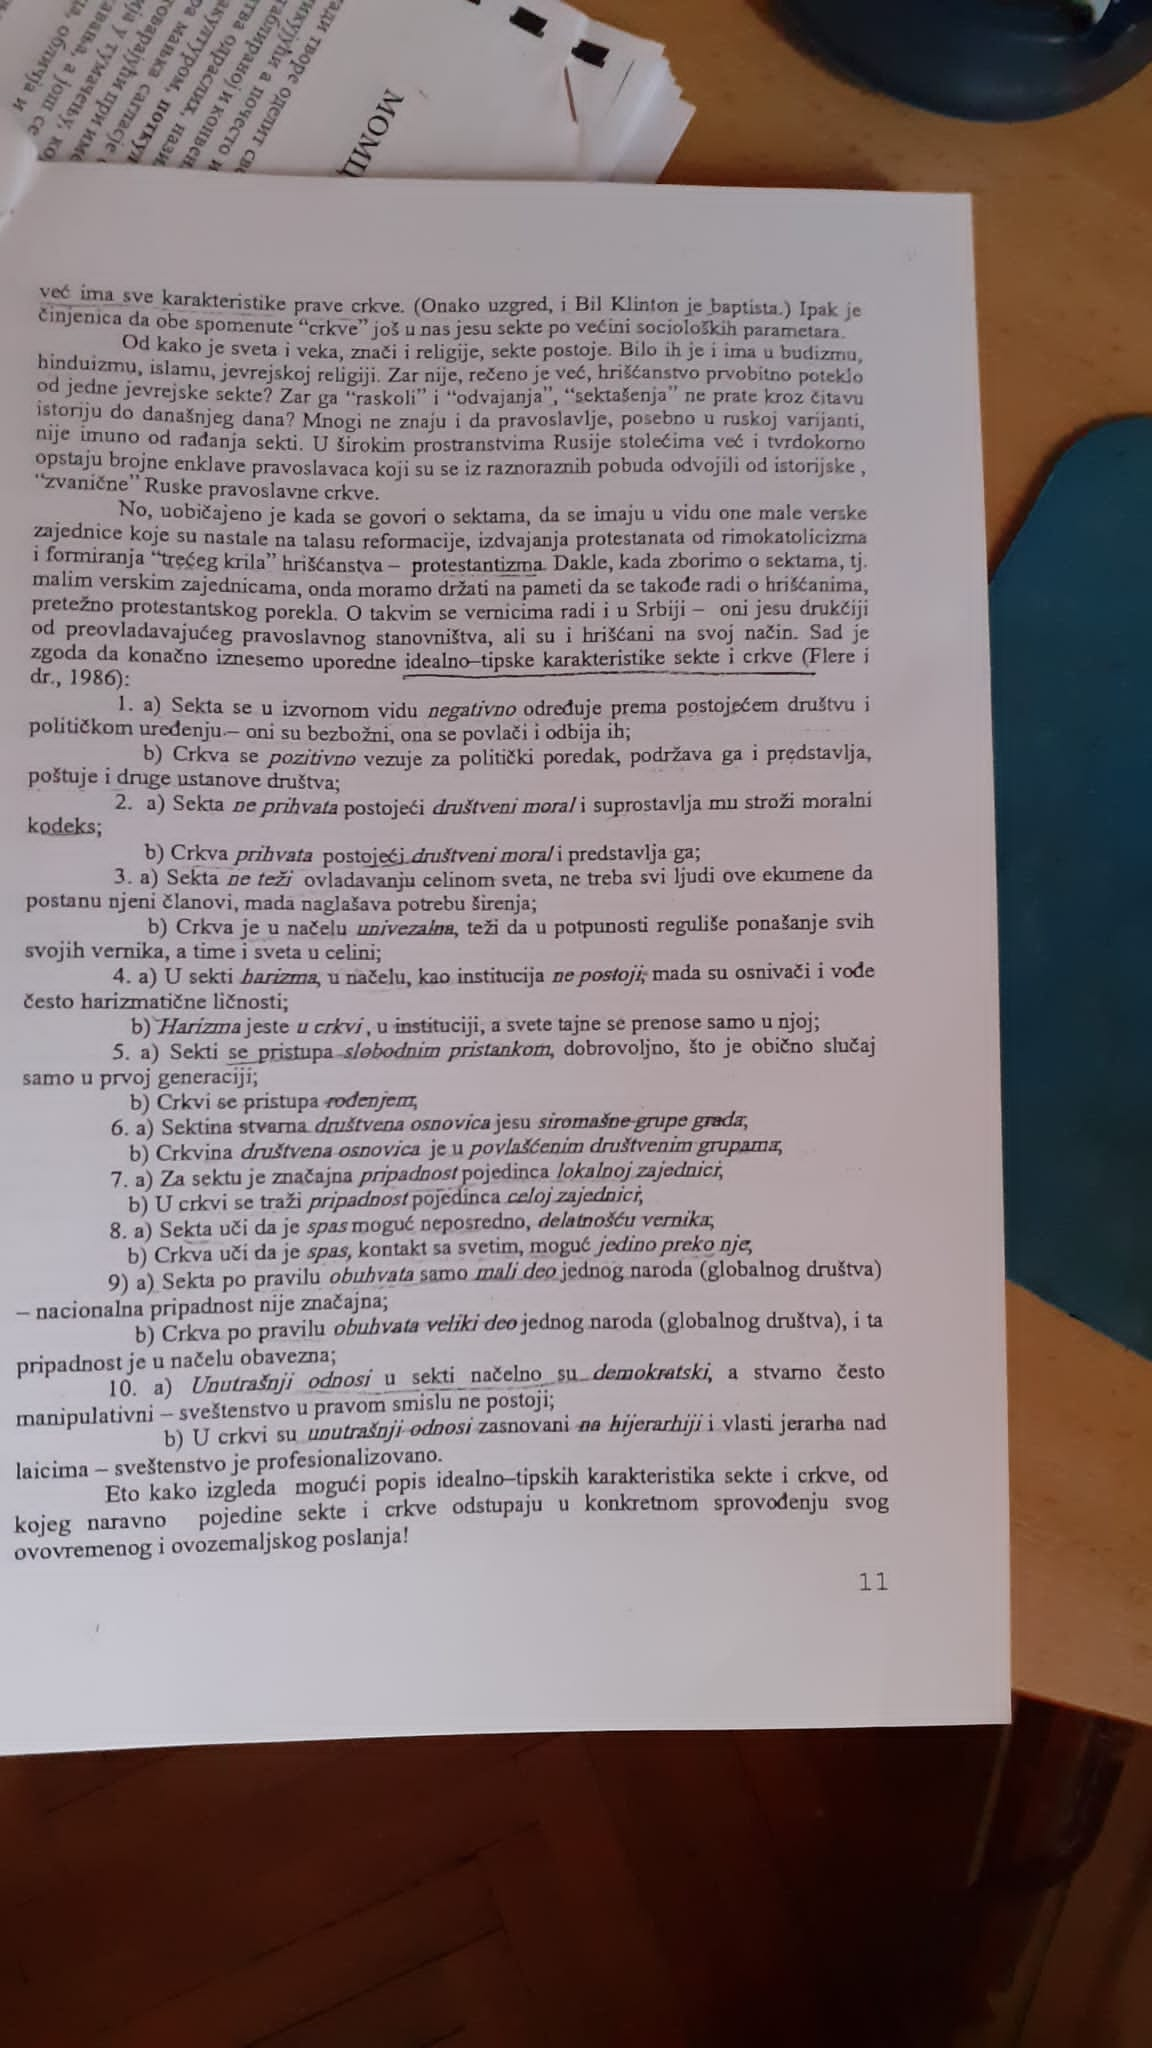 МОМЦ
već ima sve karakteristike prave crkve. (Onako uzgred, i Bil Klinton je baptista.) Ipak je
činjenica da obe spomenute “crkve” još u nas jesu sekte po većini socioloških parametara.
Od kako je sveta i veka, znači i religije, sekte postoje. Bilo ih je i ima u budizmu,
hinduizmu, islamu, jevrejskoj religiji. Zar nije, rečeno je već, hrišćanstvo prvobitno poteklo
od jedne jevrejske sekte? Zar ga “raskoli” i “odvajanja”, “sektašenja” ne prate kroz čitavu
istoriju do današnjeg dana? Mnogi ne znaju i da pravoslavlje, posebno u ruskoj varijanti,
nije imuno od rađanja sekti. U širokim prostranstvima Rusije stolećima već i tvrdokorno
opstaju brojne enklave pravoslavaca koji su se iz raznoraznih pobuda odvojili od istorijske ,
“zvanične” Ruske pravoslavne crkve.
No, uobičajeno je kada se govori o sektama, da se imaju u vidu one male verske
zajednice koje su nastale na talasu reformacije, izdvajanja protestanata od rimokatolicizma
i formiranja “trećeg krila” hrišćanstva – protestantizma. Dakle, kada zborimo o sektama, tj.
malim verskim zajednicama, onda moramo držati na pameti da se takođe radi o hrišćanima,
pretežno protestantskog porekla. O takvim se vernicima radi i u Srbiji – oni jesu drukčiji
od preovladavajućeg pravoslavnog stanovništva, ali su i hrišćani na svoj način. Sad je
zgoda da konačno iznesemo uporedne idealno–tipske karakteristike sekte i crkve (Flere i
dr., 1986):
1. a) Sekta se u izvornom vidu negativno određuje prema postojećem društvu i
političkom uređenju – oni su bezbožni, ona se povlači i odbija ih;
b) Crkva se pozitivno vezuje za politički poredak, podržava ga i predstavlja,
poštuje i druge ustanove društva;
2. a) Sekta ne prihvata postojeći društveni moral i suprostavlja mu stroži moralni
kodeks;
b) Crkva prihvata postojeći društveni moral i predstavlja ga;
3. a) Sekta ne teži ovladavanju celinom sveta, ne treba svi ljudi ove ekumene da
postanu njeni članovi, mada naglašava potrebu širenja;
b) Crkva je u načelu univezalna, teži da u potpunosti reguliše ponašanje svih
svojih vernika, a time i sveta u celini;
4. a) U sekti harizma, u načelu, kao institucija ne postoji, mada su osnivači i vođe
često harizmatične ličnosti;
b) Harizma jeste u crkvi , u instituciji, a svete tajne se prenose samo u njoj;
5. a) Sekti se pristupa slobodnim pristankom, dobrovoljno, što je obično slučaj
samo u prvoj generaciji;
b) Crkvi se pristupa rođenjem;
6. a) Sektina stvarna društvena osnovica jesu siromašne grupe grada;
b) Crkvina društvena osnovica je u povlašćenim društvenim grupama;
7. a) Za sektu je značajna pripadnost pojedinca lokalnoj zajednici;
b) U crkvi se traži pripadnost pojedinca celoj zajednici;
8. a) Sekta uči da je spas moguć neposredno, delatnošću vernika;
b) Crkva uči da je spas, kontakt sa svetim, moguć jedino preko nje;
9) a) Sekta po pravilu obuhvata samo mali deo jednog naroda (globalnog društva)
– nacionalna pripadnost nije značajna;
b) Crkva po pravilu obuhvata veliki deo jednog naroda (globalnog društva), i ta
pripadnost je u načelu obavezna;
10. a) Unutrašnji odnosi u sekti načelno su demokratski, a stvarno često
manipulativni – sveštenstvo u pravom smislu ne postoji;
b) U crkvi su unutrašnji odnosi zasnovani na hijerarhiji i vlasti jerarha nad
laicima – sveštenstvo je profesionalizovano.
Eto kako izgleda mogući popis idealno–tipskih karakteristika sekte i crkve, od
kojeg naravno pojedine sekte i crkve odstupaju u konkretnom sprovođenju svog
ovovremenog i ovozemaljskog poslanja!
11